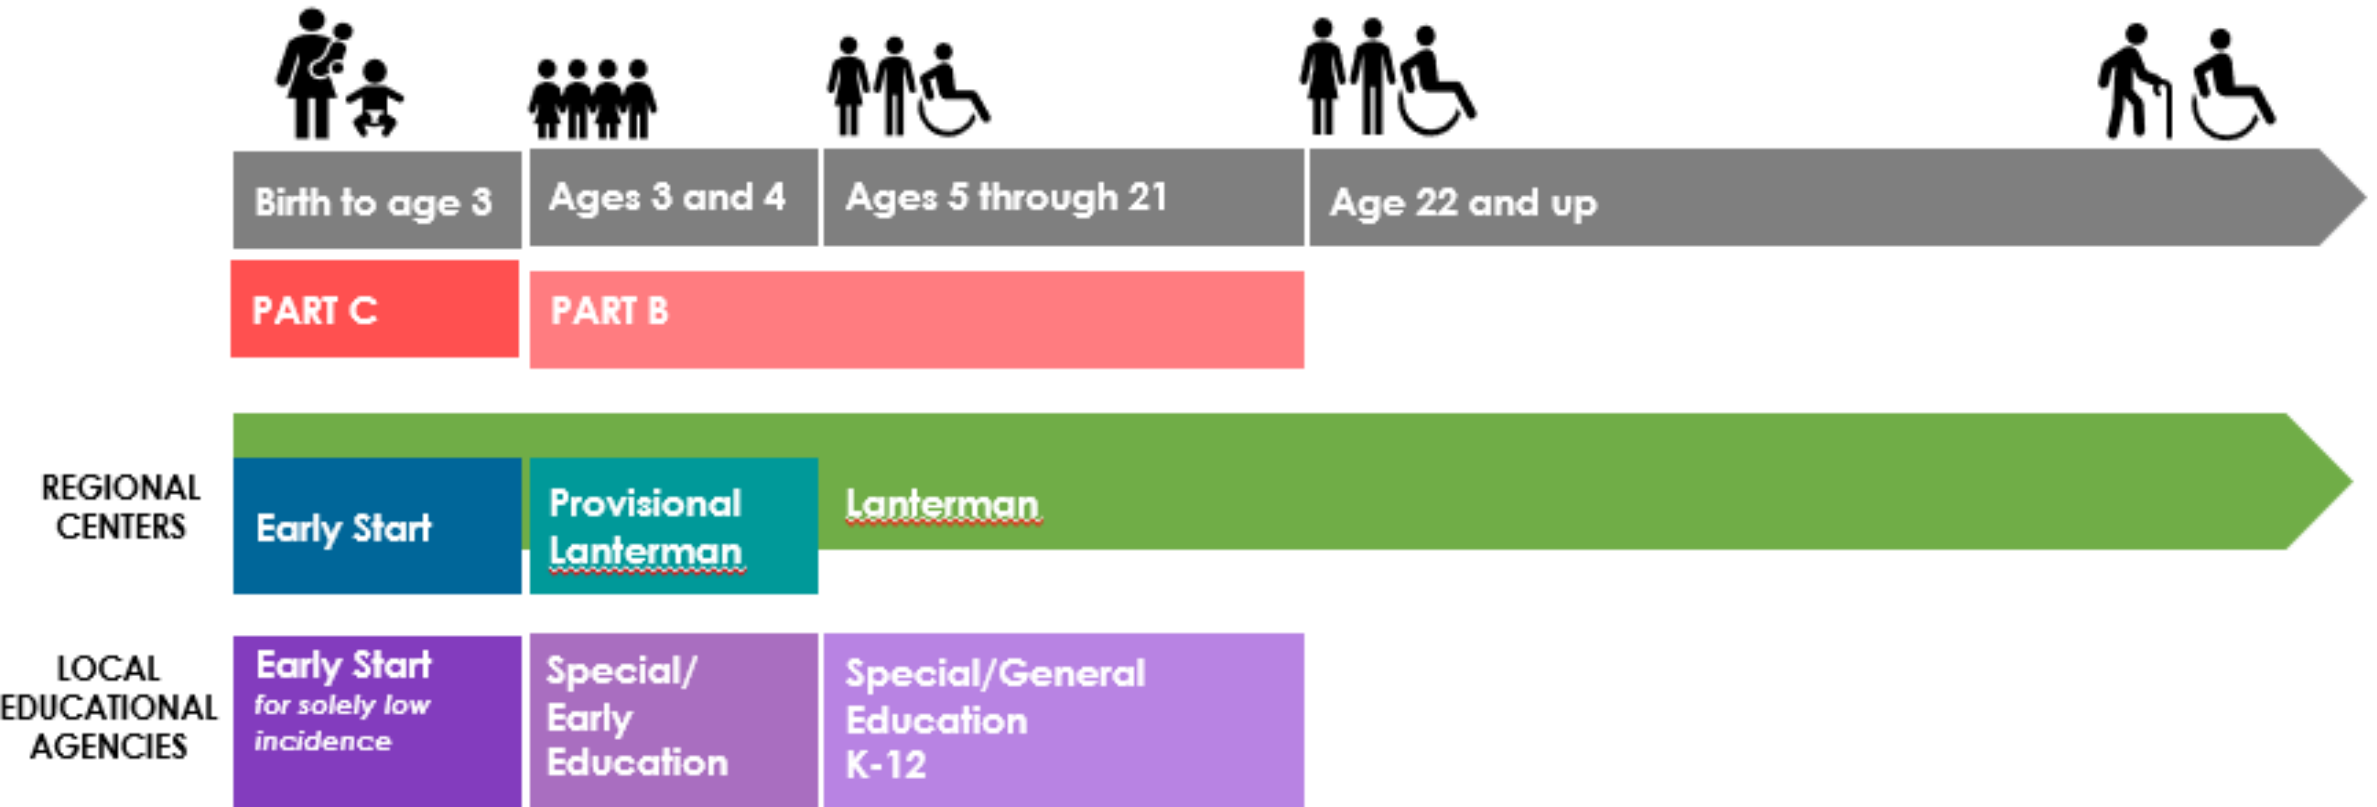 Birth to age 3
Ages 3 and 4
Ages 5 through 21
Age 22 and up
PART C
PART B
REGIONAL
CENTERS
Early Start
Provisional
Lanterman
Lanterman
LOCAL
EDUCATIONAL
AGENCIES
Early Start
for solely low
incidence
Special/
Early
Education
Special/General
Education
K-12